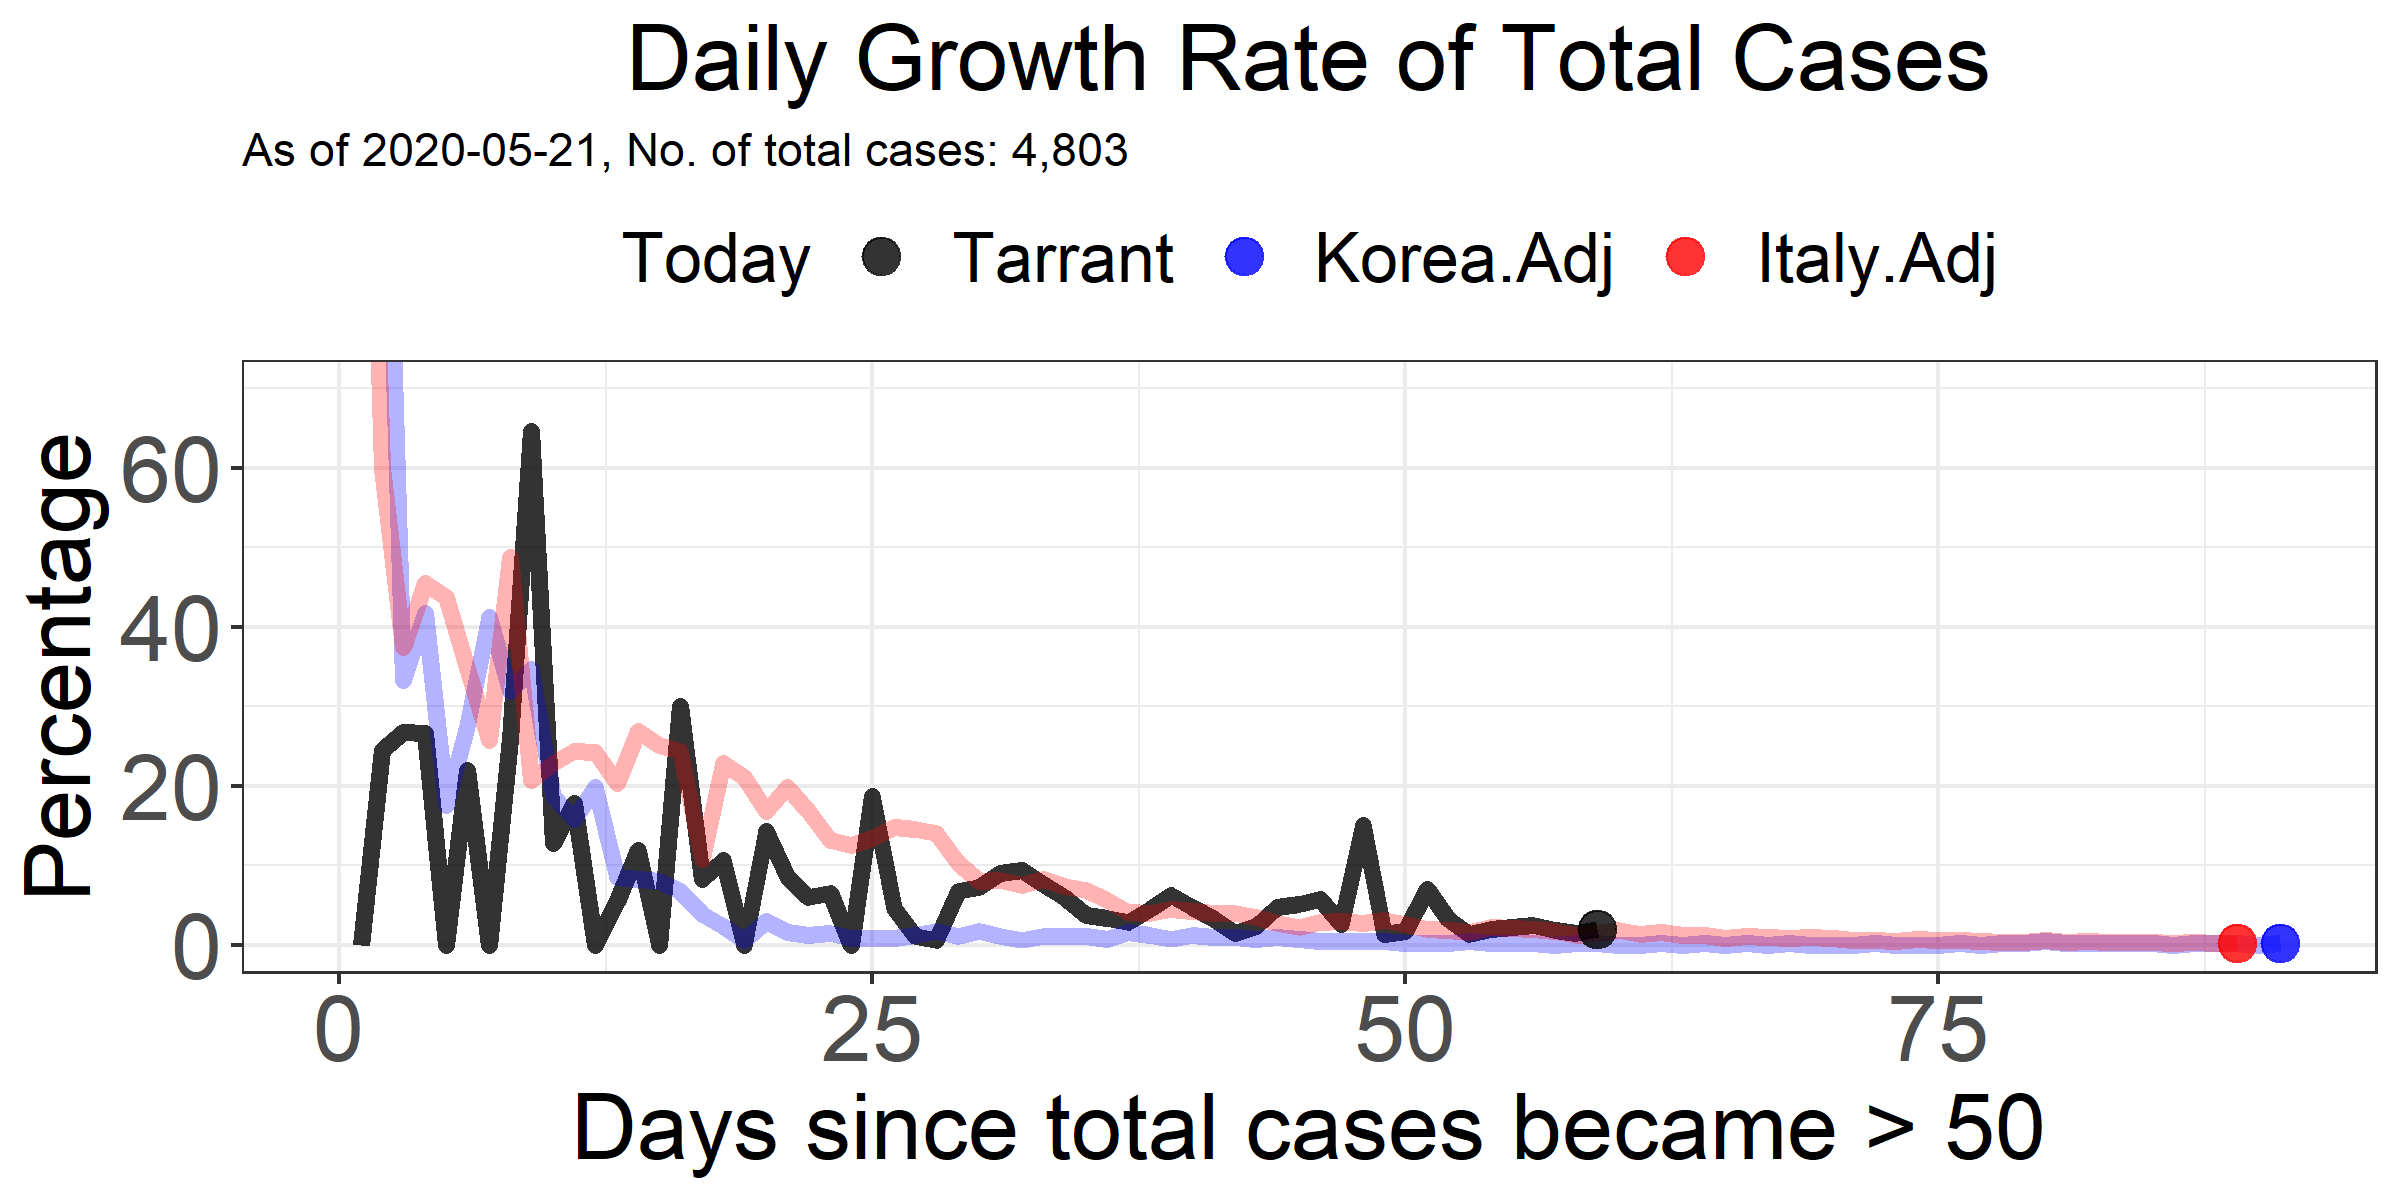 Daily Growth Rate of Total Cases
As of 2020-05-21, No. of total cases: 4,803
Today Tarrant Korea.Adj Italy.Adj
Percentage
60
40
20
0
0 25 50 75
Days since total cases became > 50